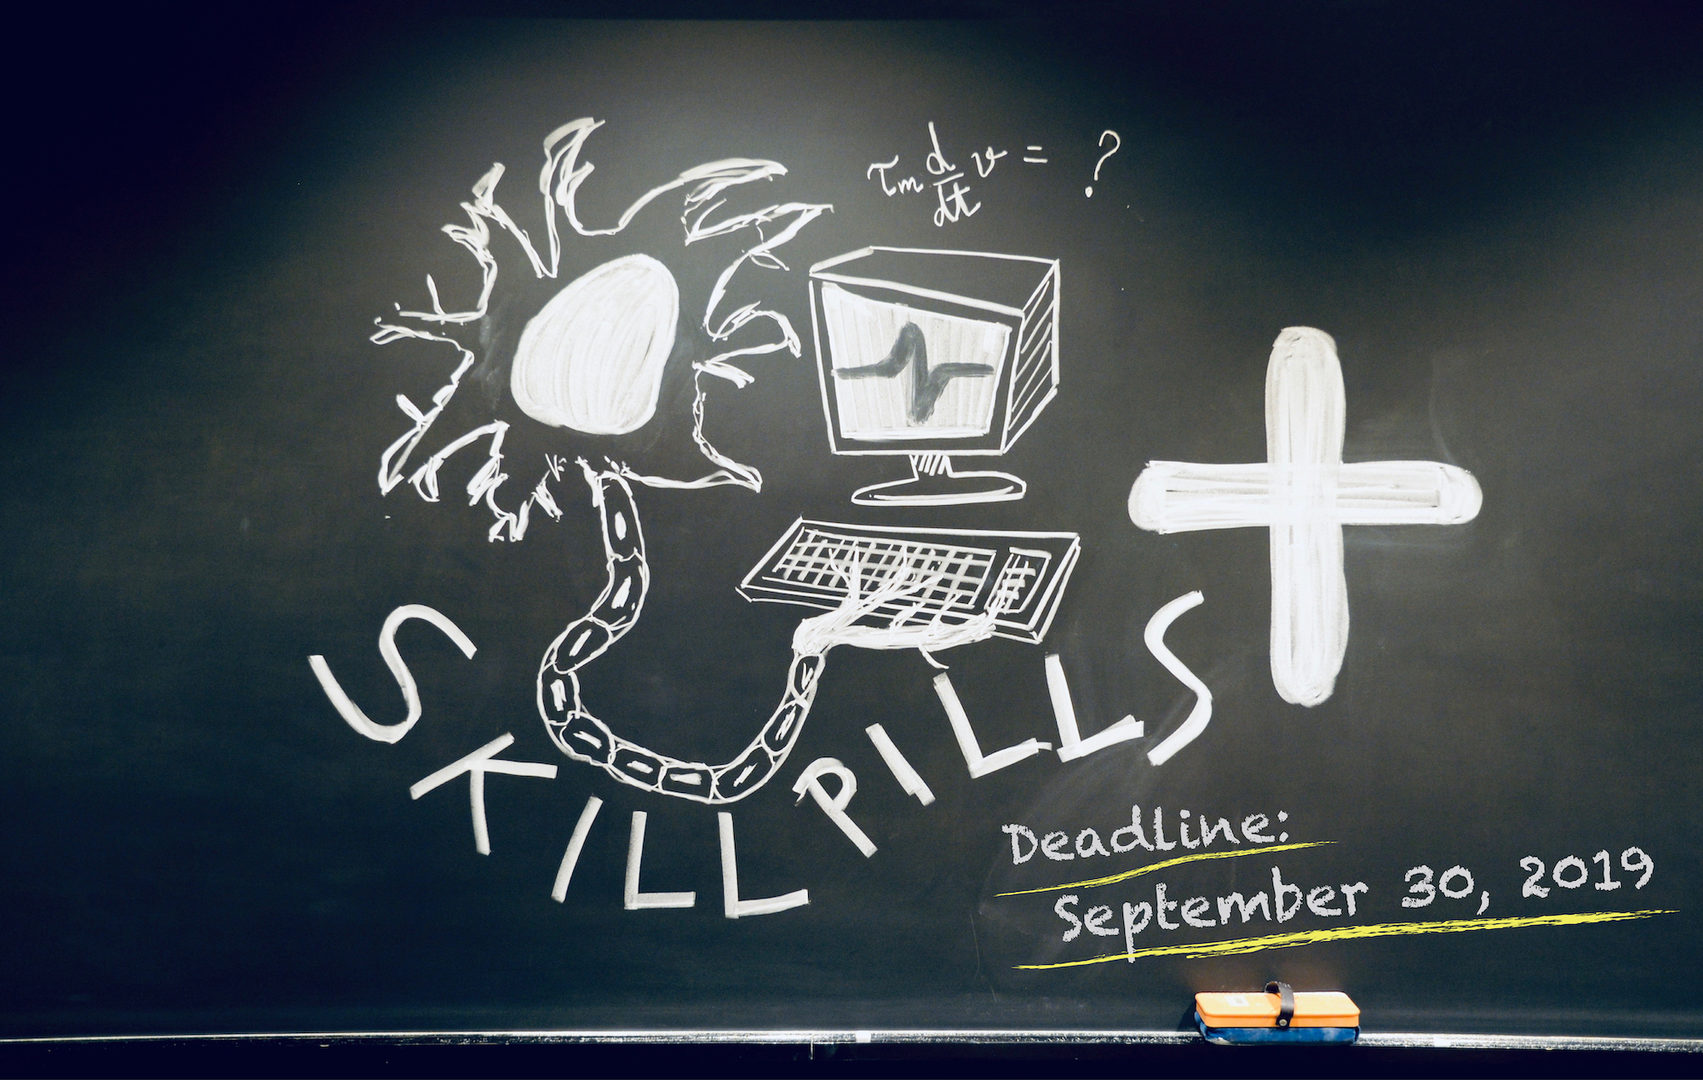 τm d/dt v = ?
SKILL PILLS +
Deadline:
September 30, 2019